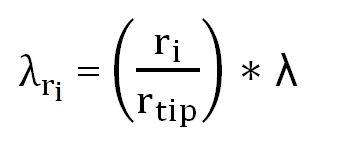 λ_{r_i} = (r_i / r_tip) * λ